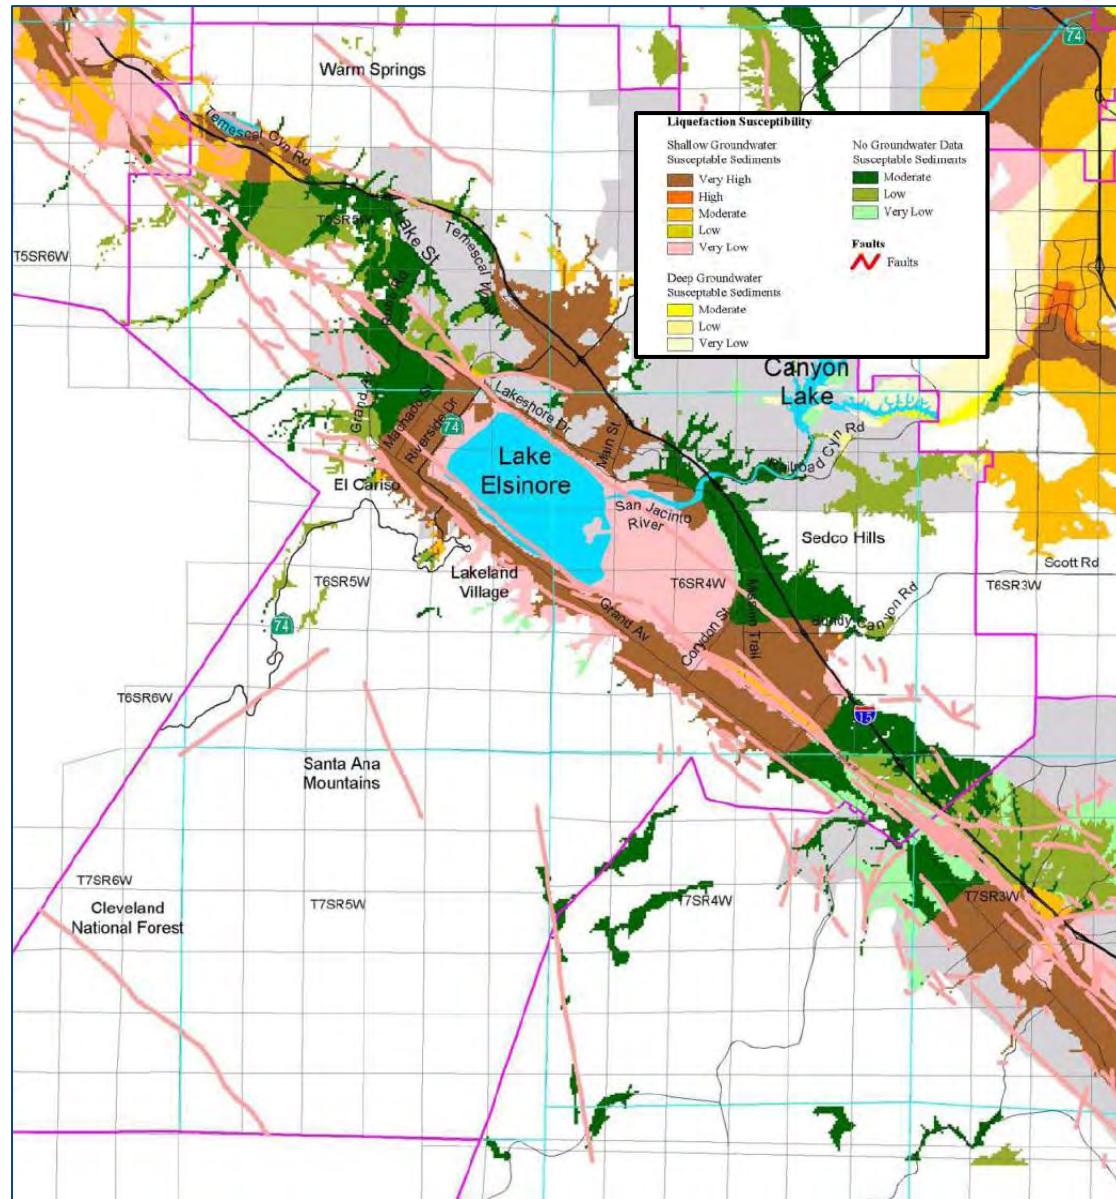 74
Warm Springs
Temescal Cyn Rd
Liquefaction Susceptibility
Shallow Groundwater
Susceptable Sediments
Very High
High
Moderate
Low
Very Low
Deep Groundwater
Susceptable Sediments
Moderate
Low
Very Low
No Groundwater Data
Susceptable Sediments
Moderate
Low
Very Low
Faults
Faults
Lake St
T5SR6W
Canyon
Lake
Grand Av
Machado St
Riverside Dr
74
Lakeshore Dr
Main St
Railroad Cyn Rd
Lake
Elsinore
El Cariso
San Jacinto
River
Sedco Hills
Scott Rd
Lakeland
Village
T6SR5W
T6SR4W
T6SR3W
74
Grand Av
Corydon St
Mission Trail
Bundy Canyon Rd
T6SR6W
15
Santa Ana
Mountains
T7SR6W
Cleveland
National Forest
T7SR5W
T7SR4W
T7SR3W